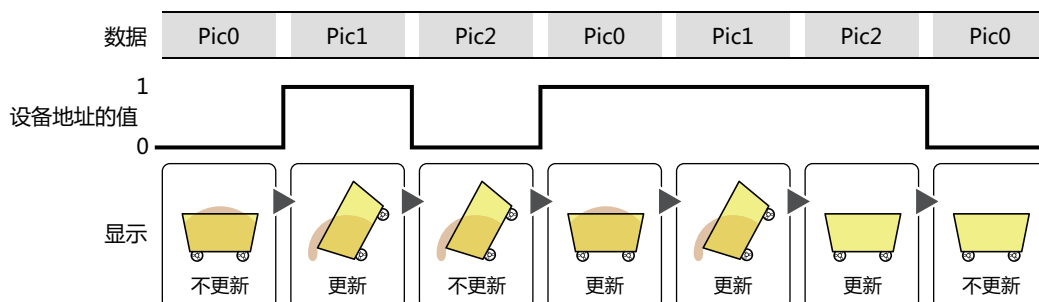 数据 Pic0 Pic1 Pic2 Pic0 Pic1 Pic2 Pic0
1
设备地址的值
0
显示
不更新 更新 不更新 更新 更新 更新 不更新